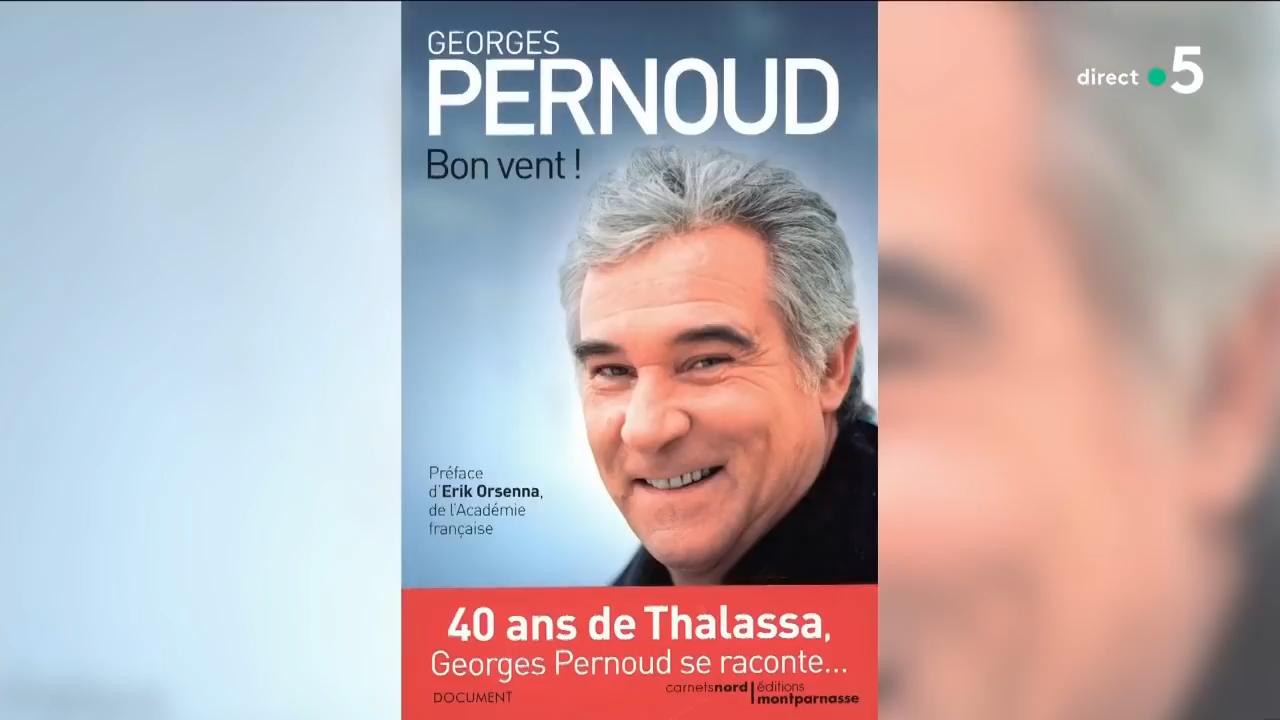 GEORGES
PERNOUD
Bon vent !
direct 5
Préface
d'Erik Orsenna,
de l'Académie
française
40 ans de Thalassa,
Georges Pernoud se raconte...
DOCUMENT
carnetsnord éditions
montparnasse